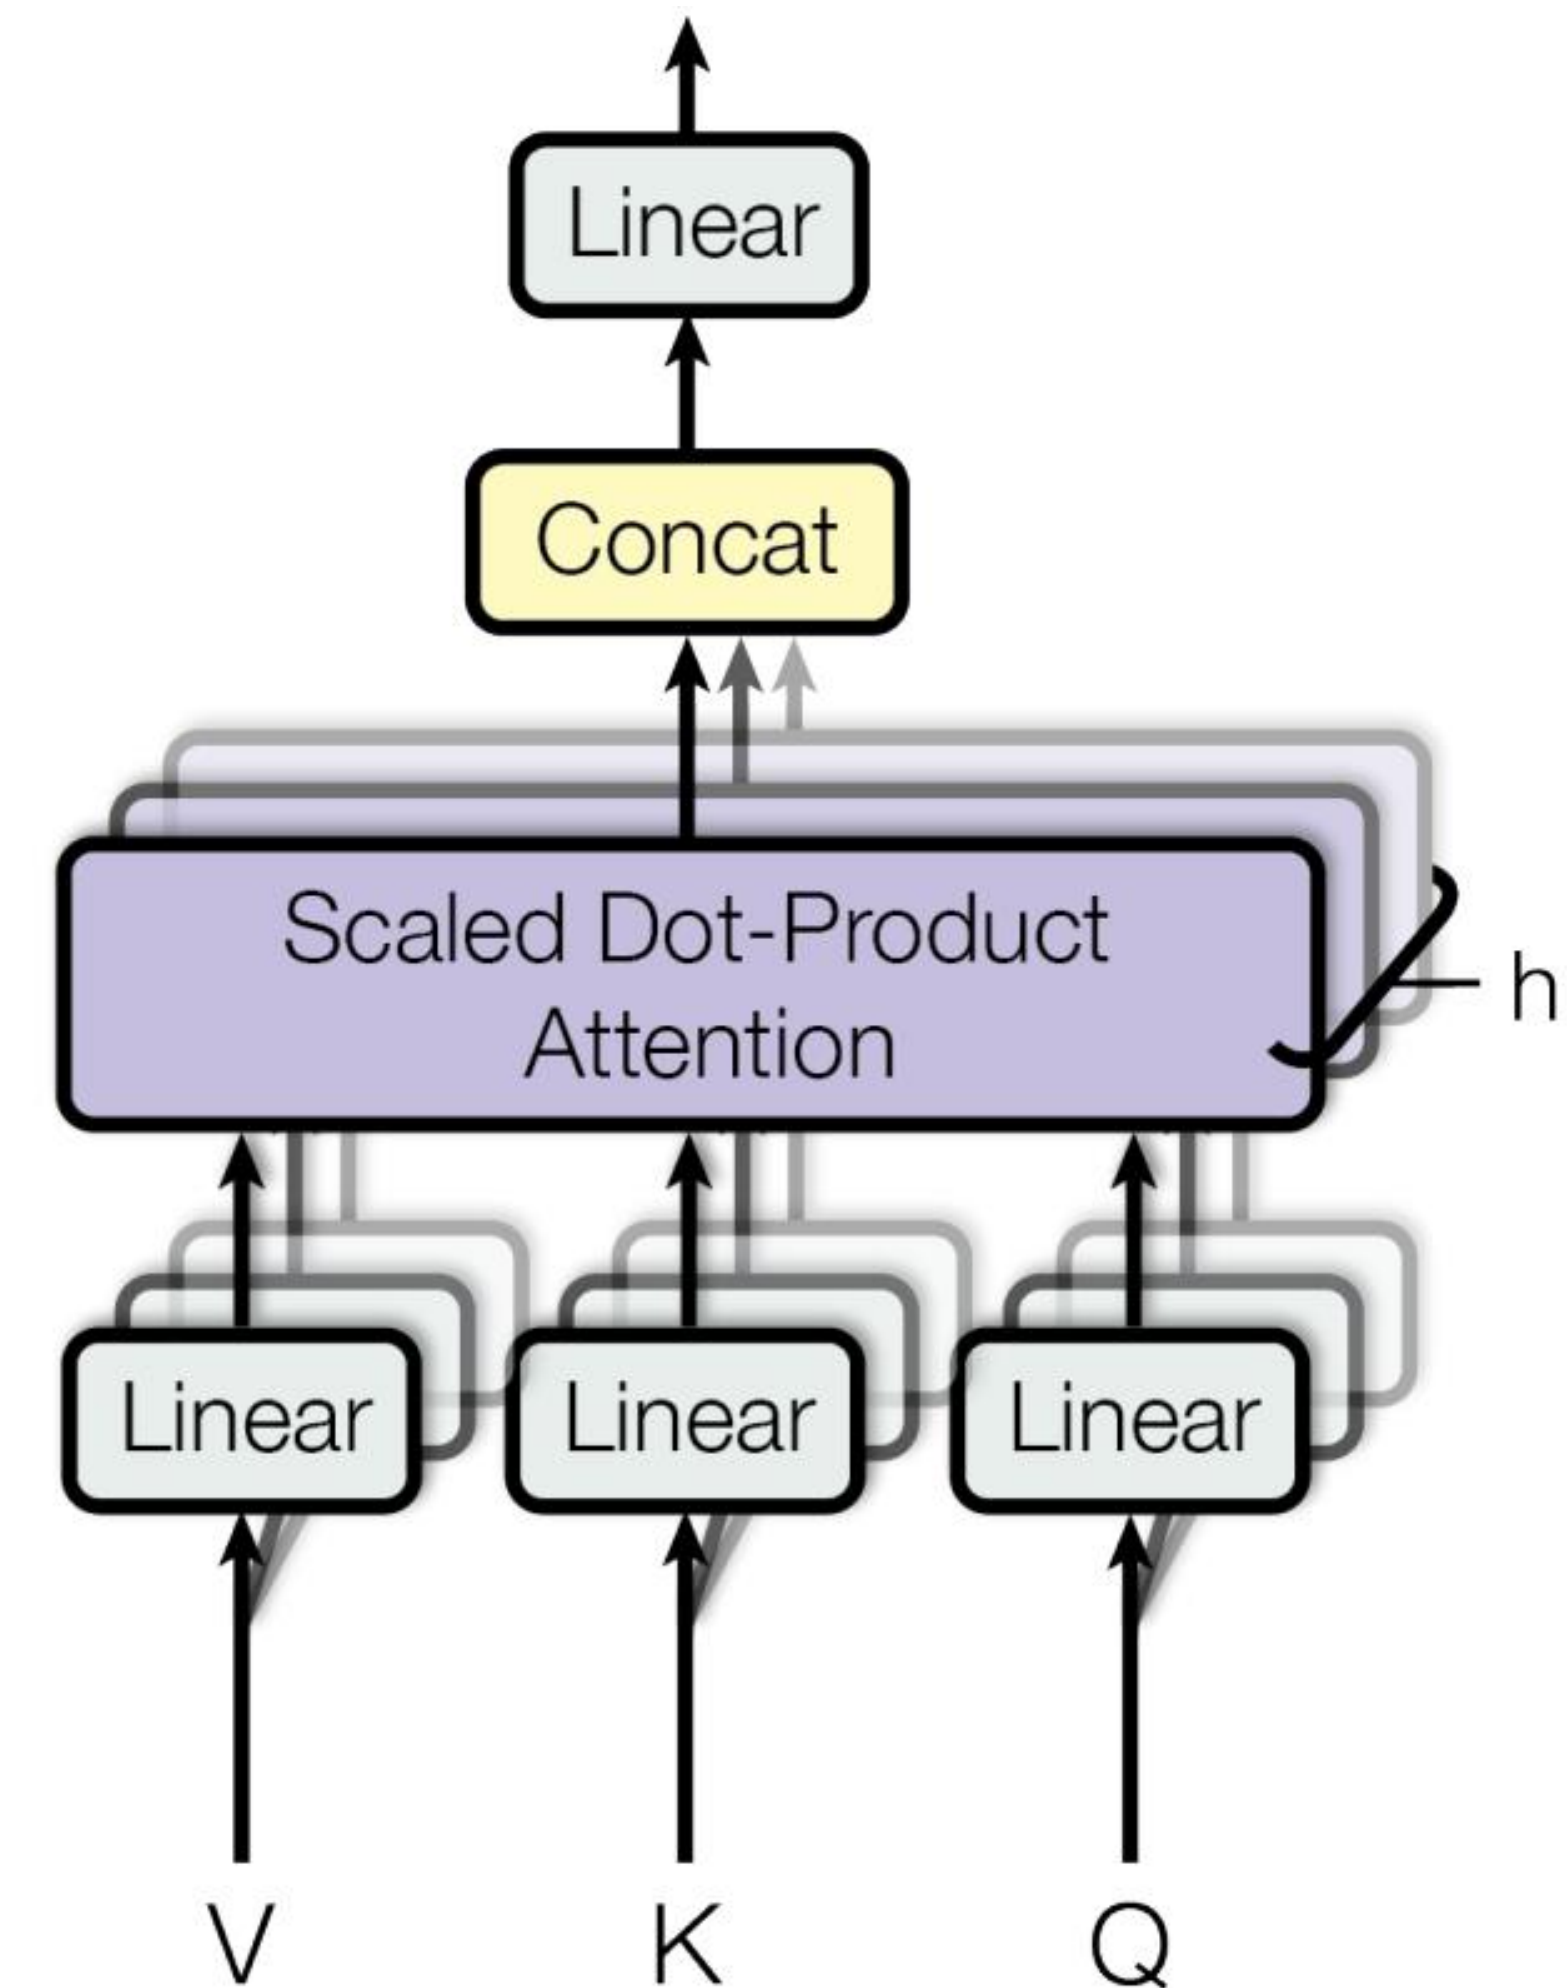 Linear
Concat
Scaled Dot-Product
Attention
h
Linear
Linear
Linear
V
K
Q